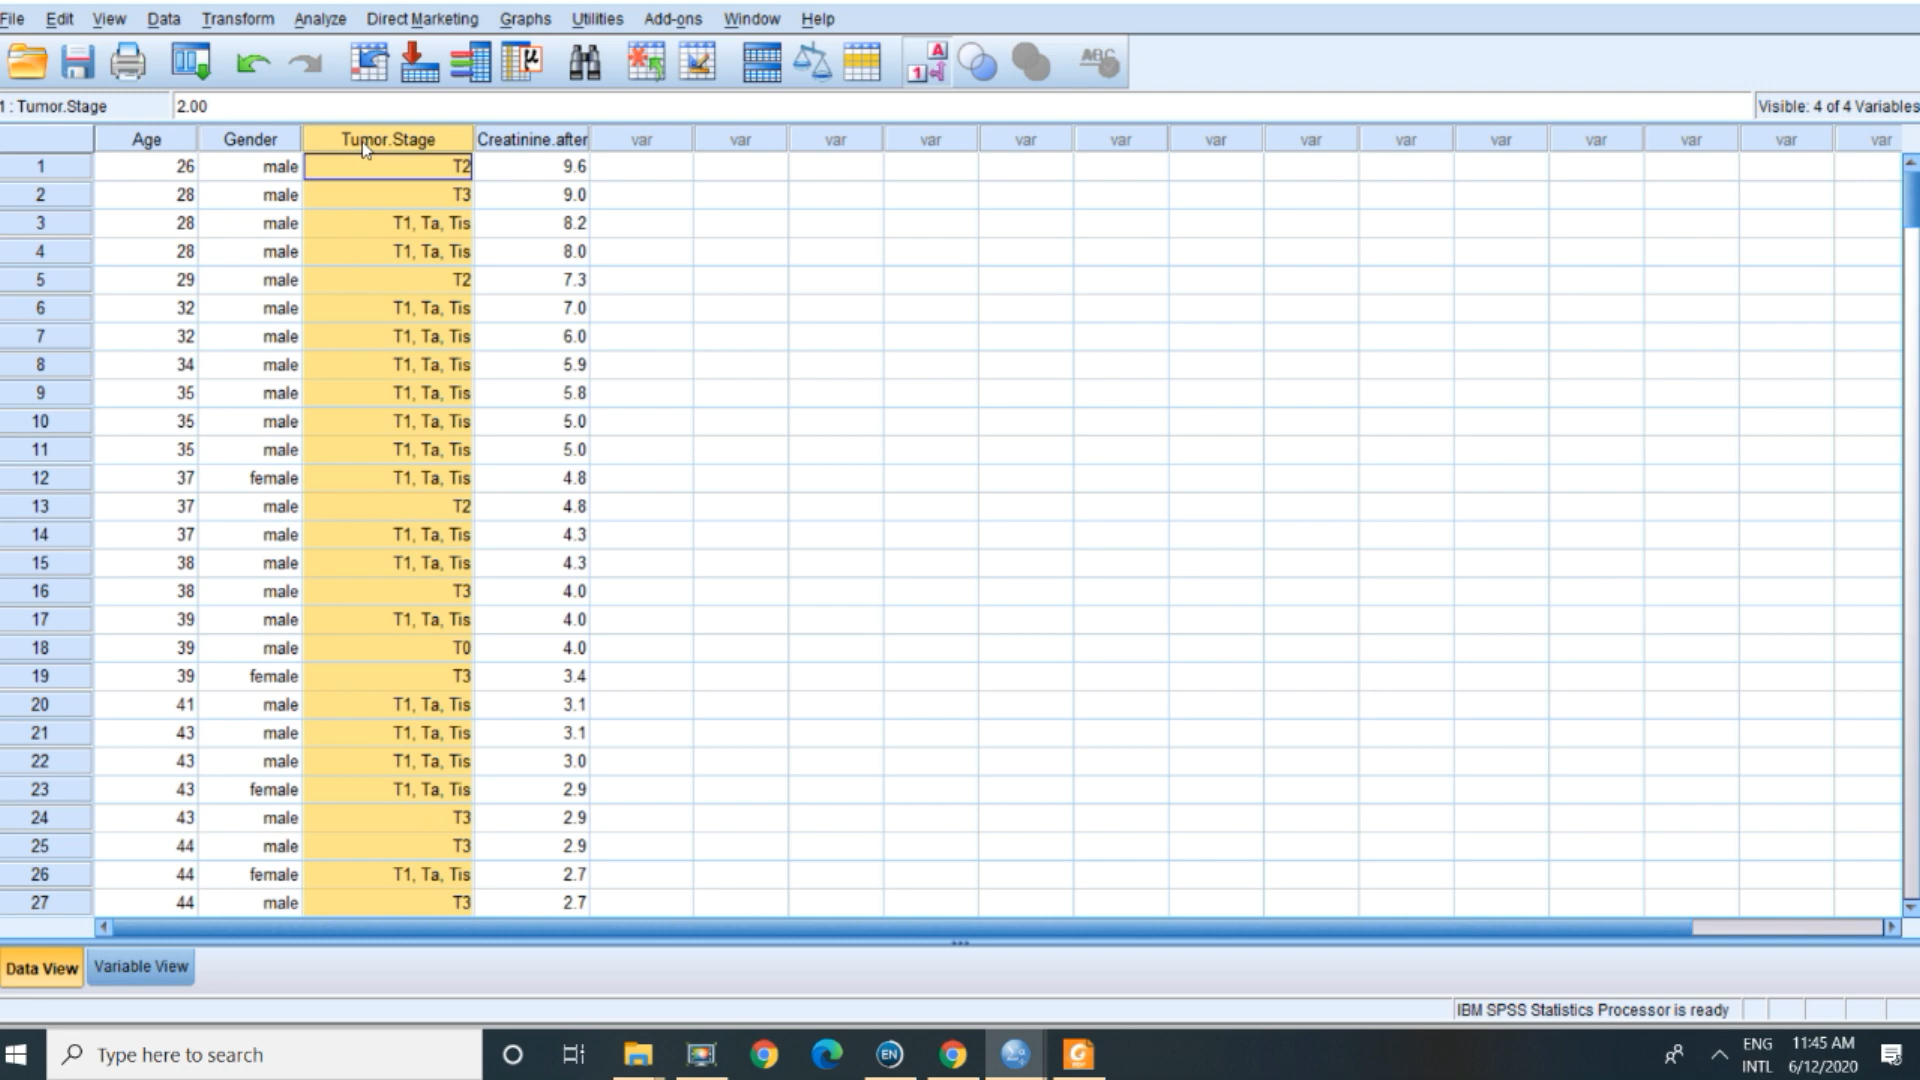 File Edit View Data Transform Analyze Direct Marketing Graphs Utilities Add-ons Window Help
1 : Tumor.Stage 2.00 Visible: 4 of 4 Variables
Age Gender Tumor.Stage Creatinine.after var var var var var var var var var var var var var var
1 26 male T2 9.6
2 28 male T3 9.0
3 28 male T1, Ta, Tis 8.2
4 28 male T1, Ta, Tis 8.0
5 29 male T2 7.3
6 32 male T1, Ta, Tis 7.0
7 32 male T1, Ta, Tis 6.0
8 34 male T1, Ta, Tis 5.9
9 35 male T1, Ta, Tis 5.8
10 35 male T1, Ta, Tis 5.0
11 35 male T1, Ta, Tis 5.0
12 37 female T1, Ta, Tis 4.8
13 37 male T2 4.8
14 37 male T1, Ta, Tis 4.3
15 38 male T1, Ta, Tis 4.3
16 38 male T3 4.0
17 39 male T1, Ta, Tis 4.0
18 39 male T0 4.0
19 39 female T3 3.4
20 41 male T1, Ta, Tis 3.1
21 43 male T1, Ta, Tis 3.1
22 43 male T1, Ta, Tis 3.0
23 43 female T1, Ta, Tis 2.9
24 43 male T3 2.9
25 44 male T3 2.9
26 44 female T1, Ta, Tis 2.7
27 44 male T3 2.7
Data View Variable View
IBM SPSS Statistics Processor is ready
Type here to search EN ENG 11:45 AM
INTL 6/12/2020